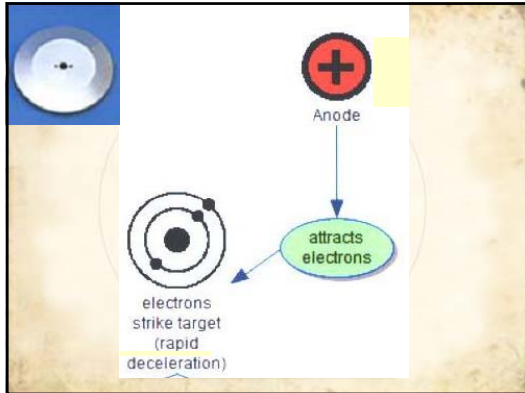 Anode
attracts
electrons
electrons
strike target
(rapid
deceleration)